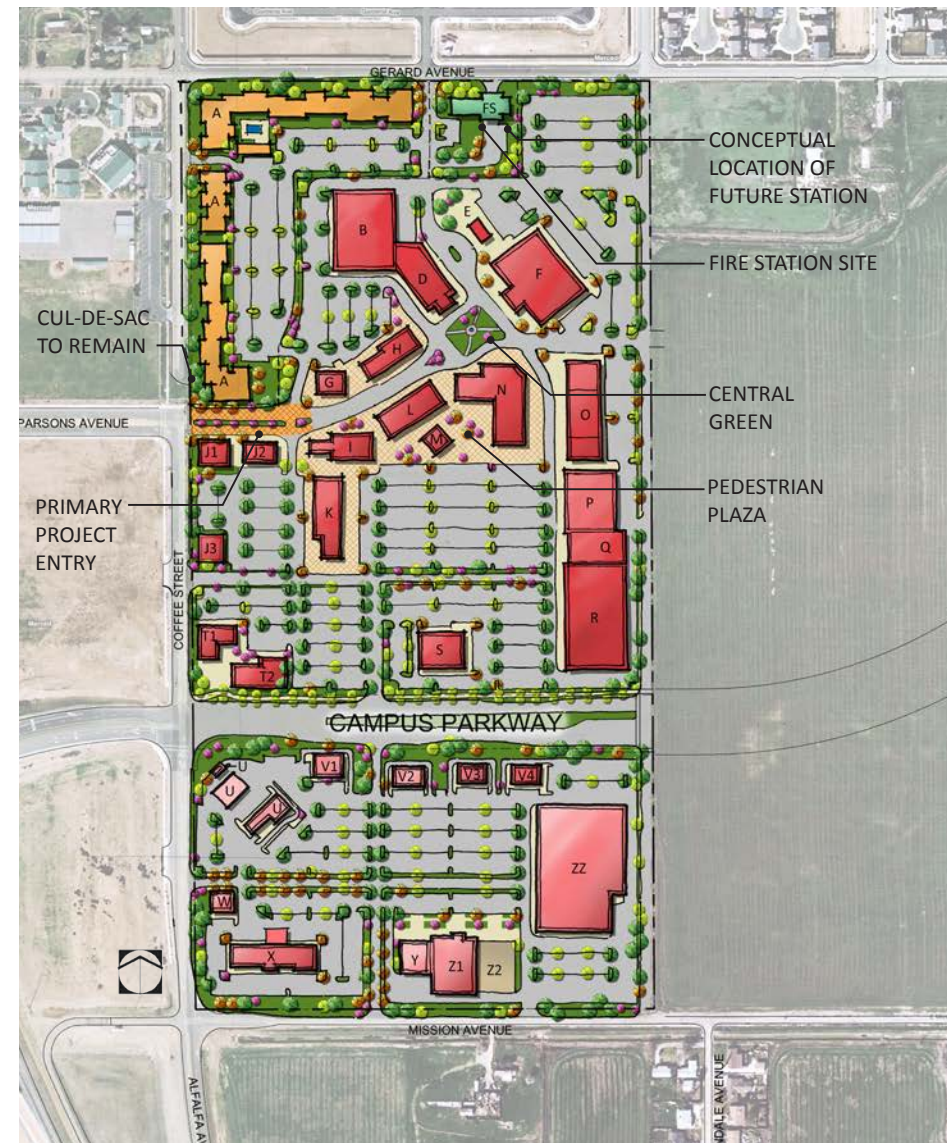 GERARD AVENUE
A
FS
CONCEPTUAL
LOCATION OF
FUTURE STATION
A
B
E
D
F
FIRE STATION SITE
CUL-DE-SAC
TO REMAIN
H
G
A
N
CENTRAL
GREEN
L
O
PARSONS AVENUE
M
J1
J2
I
PEDESTRIAN
PLAZA
PRIMARY
PROJECT
ENTRY
K
P
J3
Q
COFFEE STREET
R
T1
S
T2
CAMPUS PARKWAY
U
V1
V2
V3
V4
U
U
ZZ
W
X
Y
Z1
Z2
MISSION AVENUE
ALFALFA AV
NDALE AVENUE